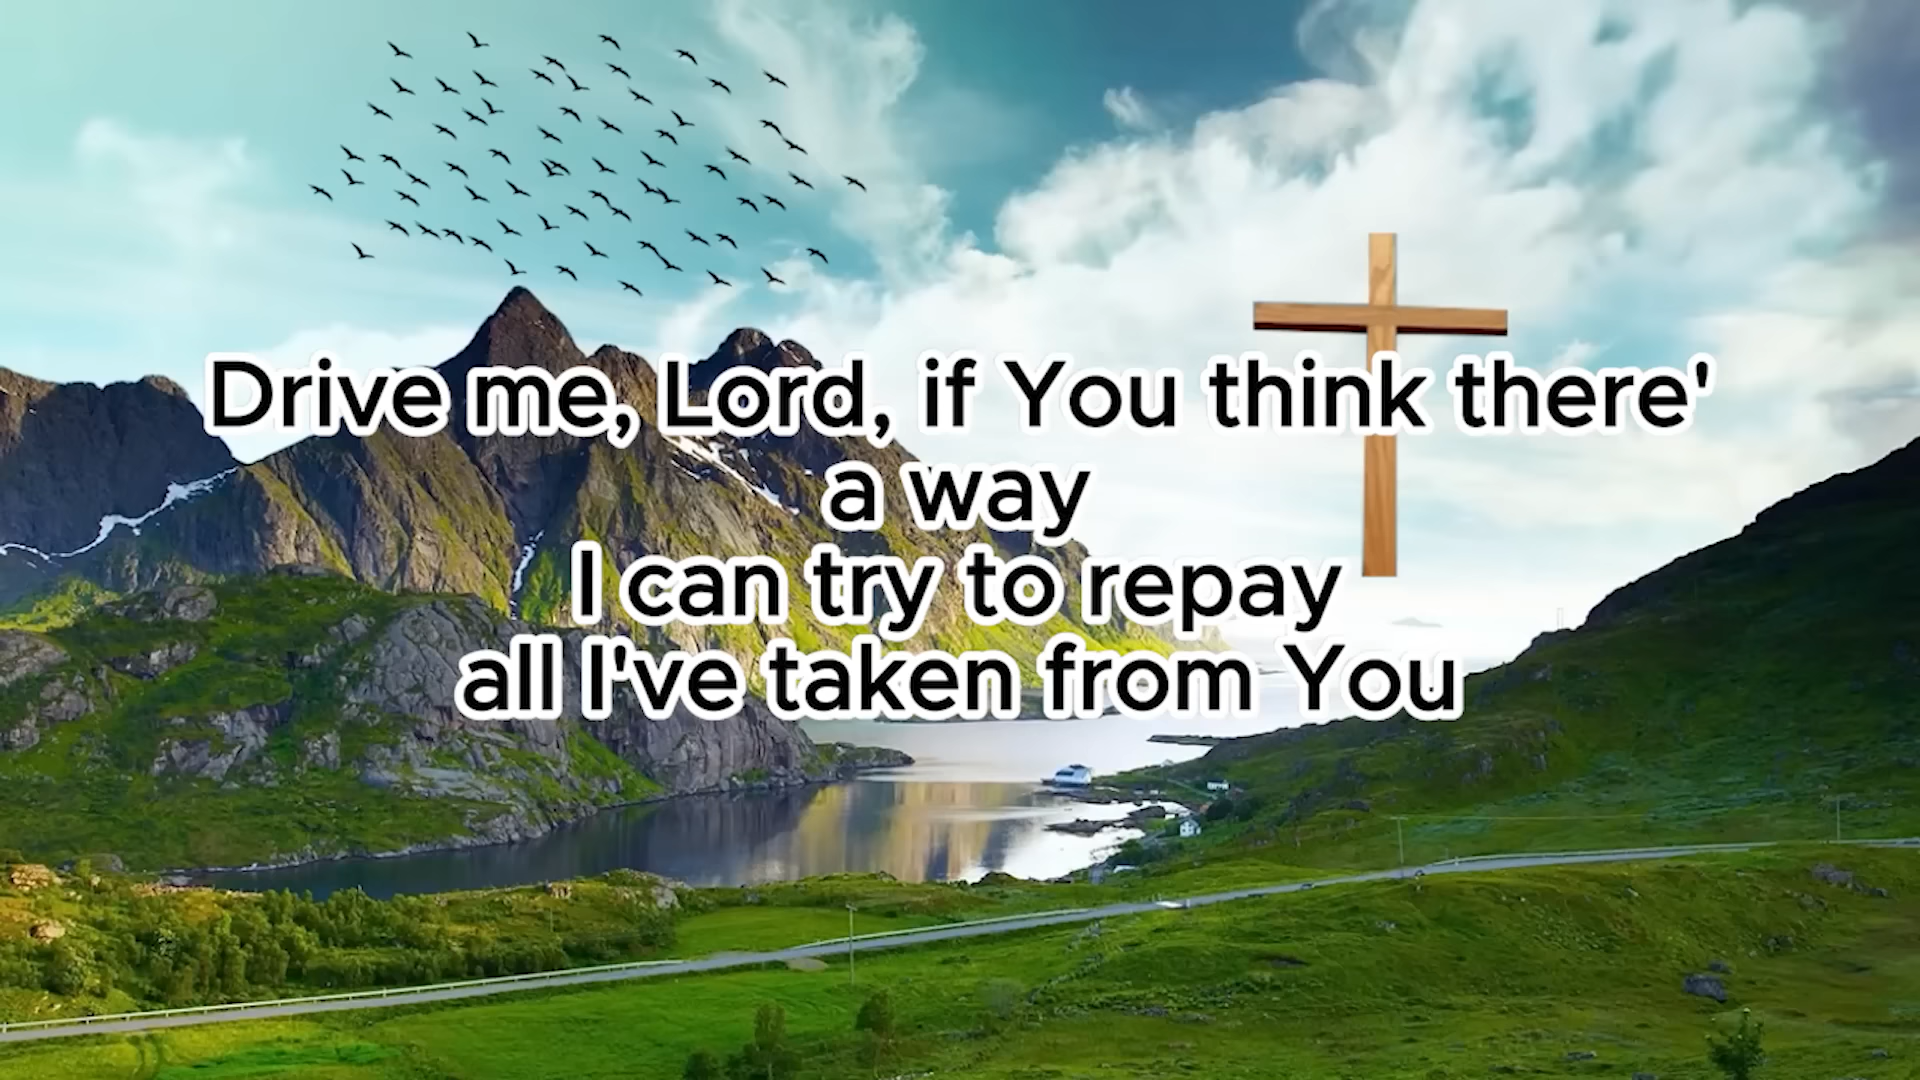 Drive me, Lord, if You think there'
a way
I can try to repay
all I've taken from You